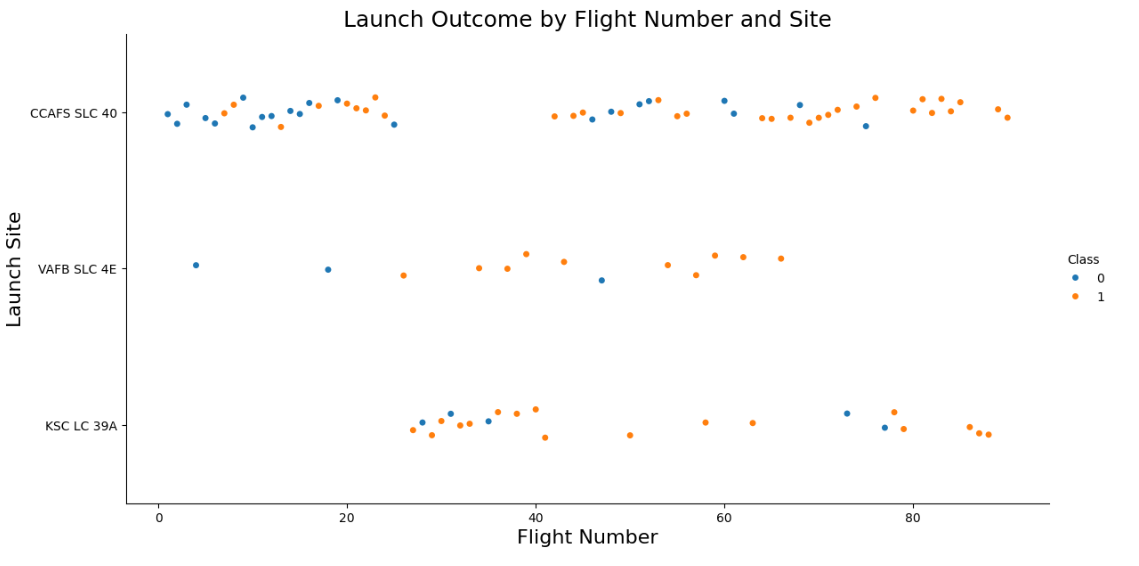 Launch Outcome by Flight Number and Site
Launch Site
CCAFS SLC 40
VAFB SLC 4E
KSC LC 39A
0 20 40 60 80
Flight Number
Class
0
1